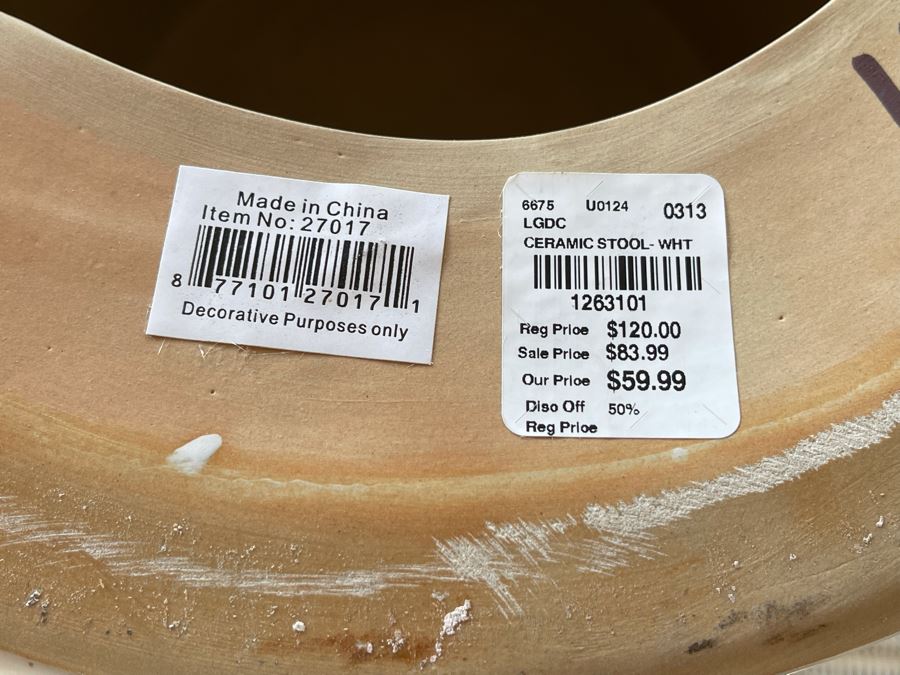 Made in China
Item No: 27017
8 77101 27017 1
Decorative Purposes only
6675 U0124 0313
LGDC
CERAMIC STOOL- WHT
1263101
Reg Price $120.00
Sale Price $83.99
Our Price $59.99
Disc Off 50%
Reg Price